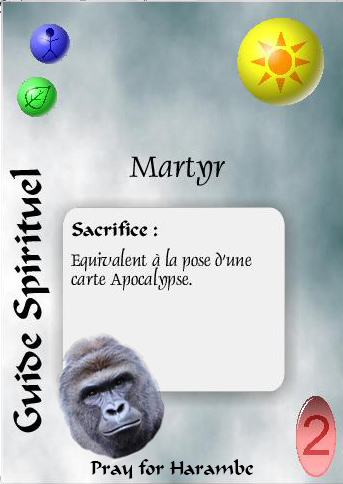 Martyr
Guide Spirituel
Sacrifice :
Equivalent à la pose d'une
carte Apocalypse.
2
Pray for Harambe